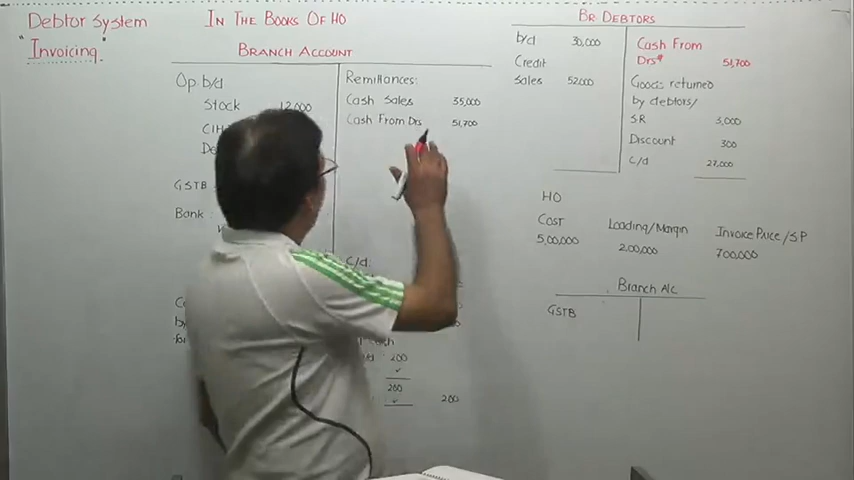 Debtor System
"Invoicing"
In The Books Of HO
Branch Account
Op. b/d
Stock 12,000
CIH
De
GSTB
Bank:
Remittances:
Cash Sales 35,000
Cash From Drs 51,700
C/d:
200
200
200
Br Debtors
b/d 30,000
Credit
Sales 52,000
Cash From
Drs* 51,700
Goods returned
by debtors/
SR 3,000
Discount 300
c/d 27,000
HO
Cost Loading/Margin Invoice Price/SP
5,00,000 2,00,000 700,000
Branch A/c
GSTB